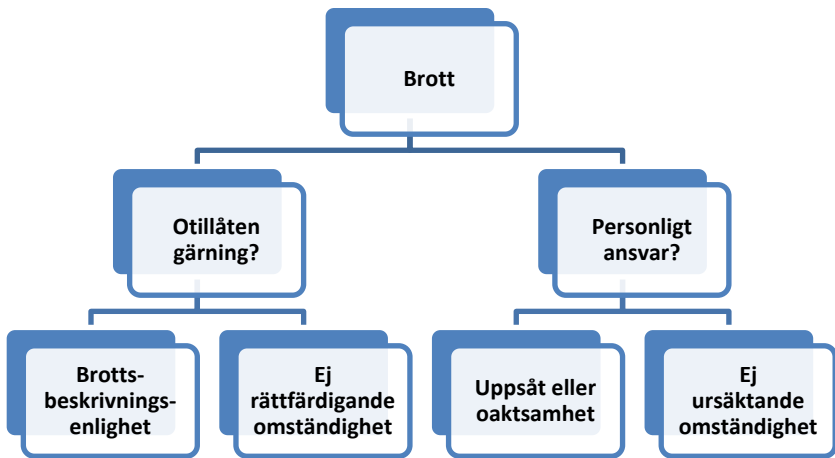 Brott
Otillåten
gärning?
Personligt
ansvar?
Brotts-
beskrivnings-
enlighet
Ej
rättfärdigande
omständighet
Uppsåt eller
oaktsamhet
Ej
ursäktande
omständighet